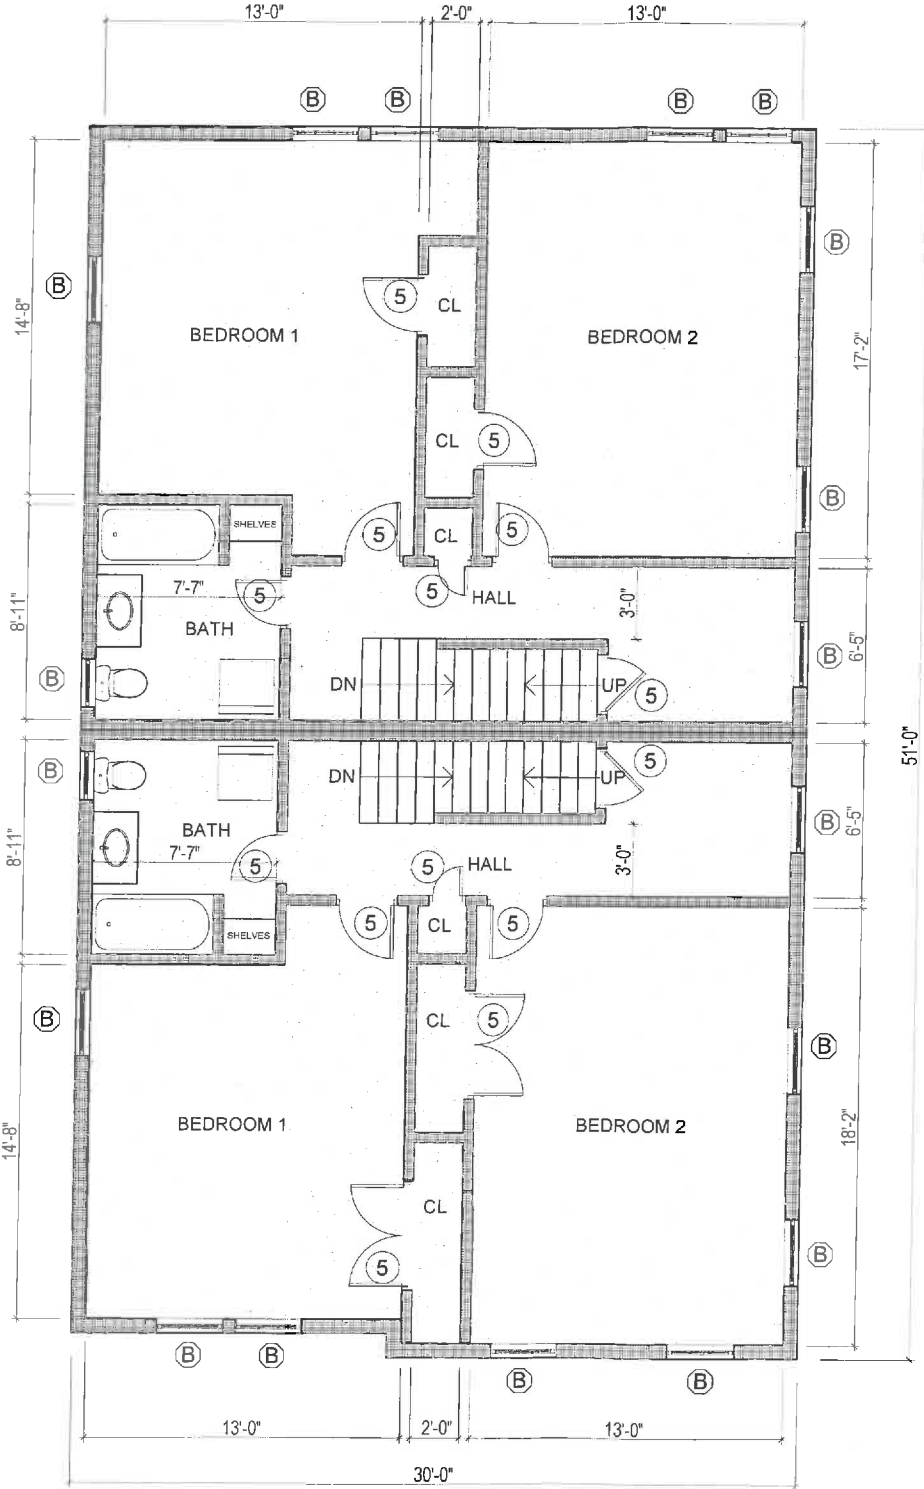 13'-0" 2'-0" 13'-0"
B B B B
B
B
14'-8"
5
CL
BEDROOM 1
BEDROOM 2
17'-2"
CL 5
B
SHELVES
5 CL 5
7'-7"
5
5 HALL
3'-0"
8'-11"
BATH
B
6'-5"
B
DN UP 5
51'-0"
B
DN UP 5
B
6'-5"
BATH
7'-7"
5
5 HALL
3'-0"
8'-11"
SHELVES
5 CL 5
B
CL 5
B
BEDROOM 1
BEDROOM 2
14'-8"
18'-2"
CL
5
B
B B
B B
13'-0" 2'-0" 13'-0"
30'-0"